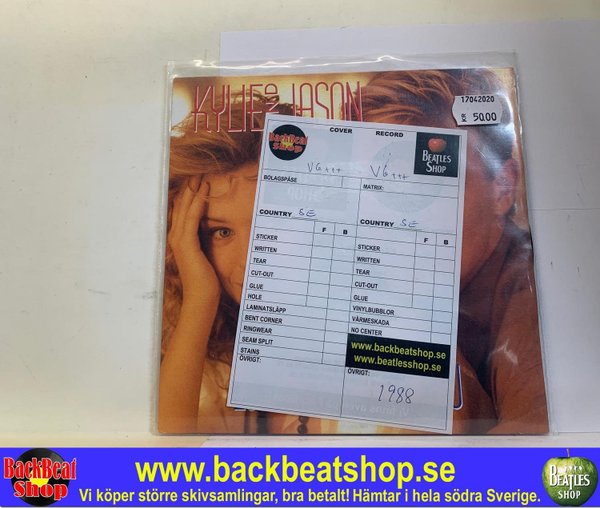 KYLIE AND JASON
17042020
KR 50.00
COVER RECORD
BackBeat Shop
BEATLES SHOP
VG+++ VG+++
BOLAGSPÅSE MATRIX:
COUNTRY SE COUNTRY SE
F B F B
STICKER STICKER
WRITTEN WRITTEN
TEAR TEAR
CUT-OUT CUT-OUT
GLUE GLUE
HOLE VINYLBUBBLOR
LAMINATSLÄPP VÄRMESKADA
BENT CORNER NO CENTER
RINGWEAR
SEAM SPLIT
STAINS
www.backbeatshop.se
www.beatlesshop.se
ÖVRIGT: ÖVRIGT:
1988
BackBeat Shop
www.backbeatshop.se
Vi köper större skivsamlingar, bra betalt! Hämtar i hela södra Sverige.
BEATLES SHOP